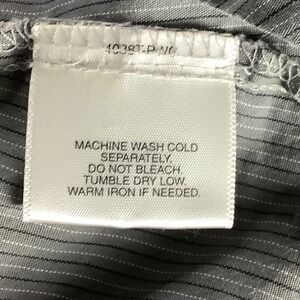 MACHINE WASH COLD
SEPARATELY.
DO NOT BLEACH.
TUMBLE DRY LOW.
WARM IRON IF NEEDED.